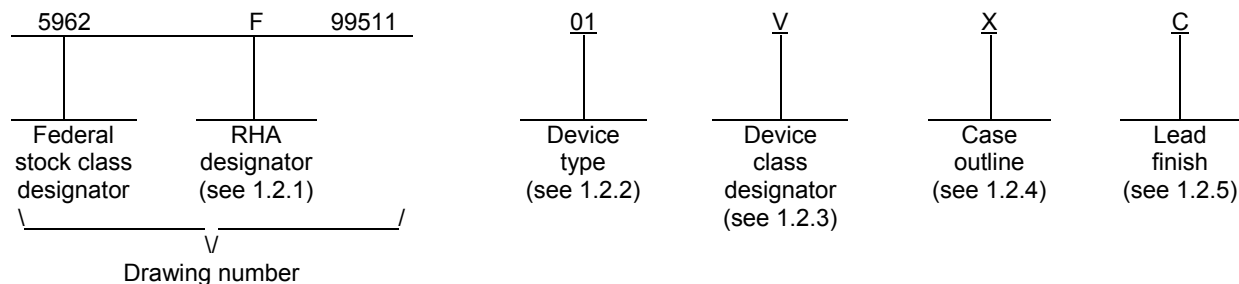 5962 F 99511 01 V X C
Federal RHA Device Device Case Lead
stock class designator type class outline finish
designator (see 1.2.1) (see 1.2.2) designator (see 1.2.4) (see 1.2.5)
(see 1.2.3)
Drawing number